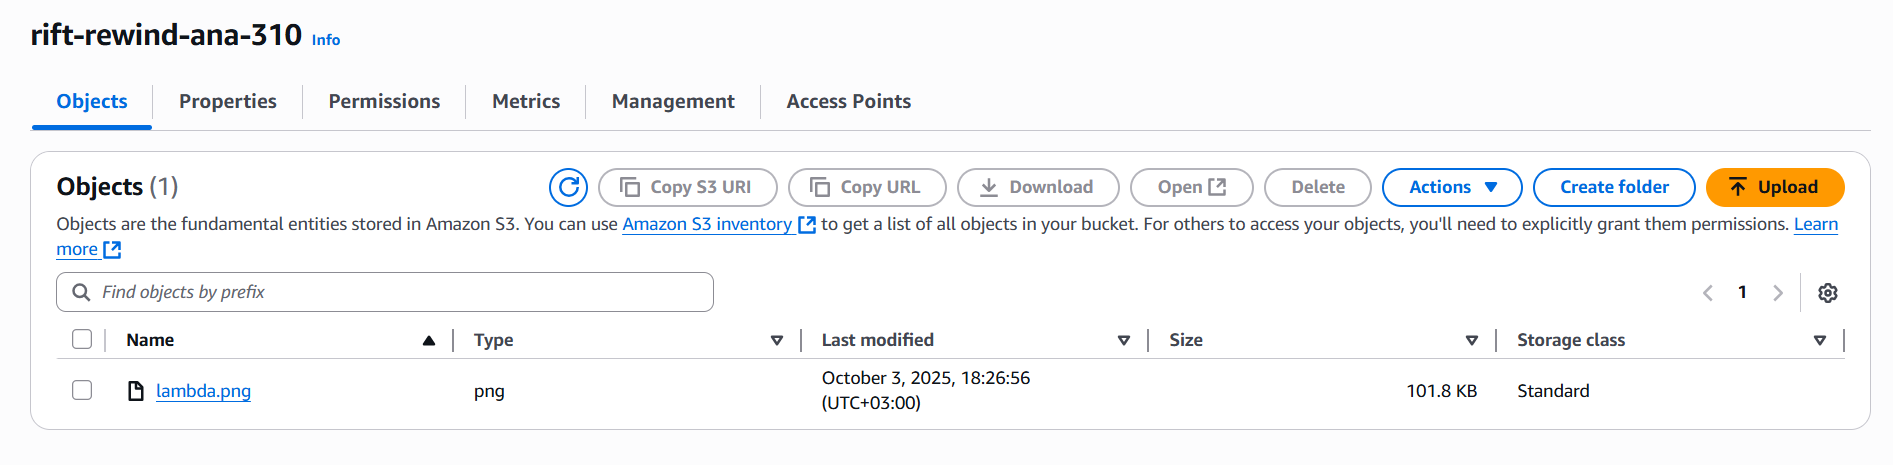 rift-rewind-ana-310 Info
Objects Properties Permissions Metrics Management Access Points
Objects (1) Copy S3 URI Copy URL Download Open Delete Actions Create folder Upload
Objects are the fundamental entities stored in Amazon S3. You can use Amazon S3 inventory to get a list of all objects in your bucket. For others to access your objects, you'll need to explicitly grant them permissions. Learn
more
Find objects by prefix 1
Name Type Last modified Size Storage class
lambda.png png October 3, 2025, 18:26:56 101.8 KB Standard
(UTC+03:00)